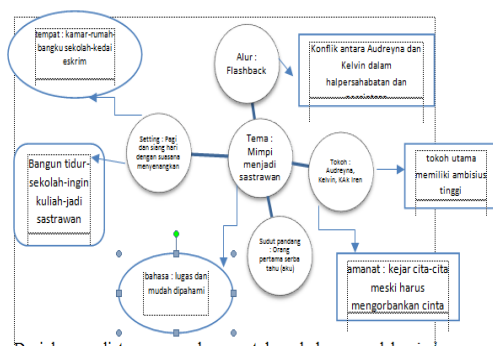 tempat : kamar-rumah-
bangku sekolah-kedai
eskrim
Alur :
Flashback
Konflik antara Audreyna dan
Kelvin dalam
halpersahabatan dan
Setting : Pagi
dan siang hari
dengan suasana
menyenangkan
Tema :
Mimpi
menjadi
sastrawan
Tokoh :
Audreyna,
Kelvin, KAk Iren
tokoh utama
memiliki ambisius
tinggi
Bangun tidur-
sekolah-ingin
kuliah-jadi
sastrawan
Sudut pandang
: Orang
pertama serba
tahu (aku)
bahasa : lugas dan
mudah dipahami
amanat : kejar cita-cita
meski harus
mengorbankan cinta